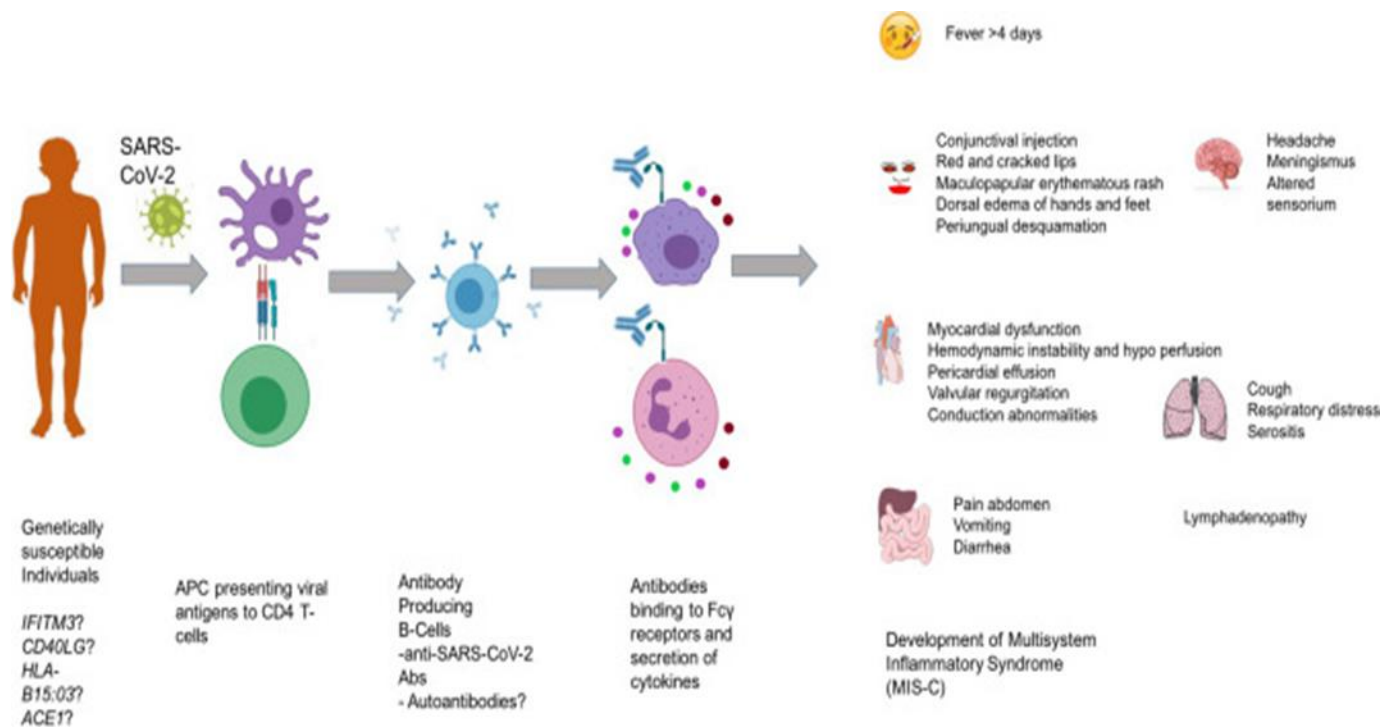 Fever >4 days
SARS-
CoV-2
Conjunctival injection
Red and cracked lips
Maculopapular erythematous rash
Dorsal edema of hands and feet
Periungual desquamation
Headache
Meningismus
Altered
sensorium
Myocardial dysfunction
Hemodynamic instability and hypo perfusion
Pericardial effusion
Valvular regurgitation
Conduction abnormalities
Cough
Respiratory distress
Serositis
Pain abdomen
Vomiting
Diarrhea
Lymphadenopathy
Genetically
susceptible
Individuals
IFITM3?
CD40LG?
HLA-
B15:03?
ACE1?
APC presenting viral
antigens to CD4 T-
cells
Antibody
Producing
B-Cells
-anti-SARS-CoV-2
Abs
- Autoantibodies?
Antibodies
binding to Fcγ
receptors and
secretion of
cytokines
Development of Multisystem
Inflammatory Syndrome
(MIS-C)